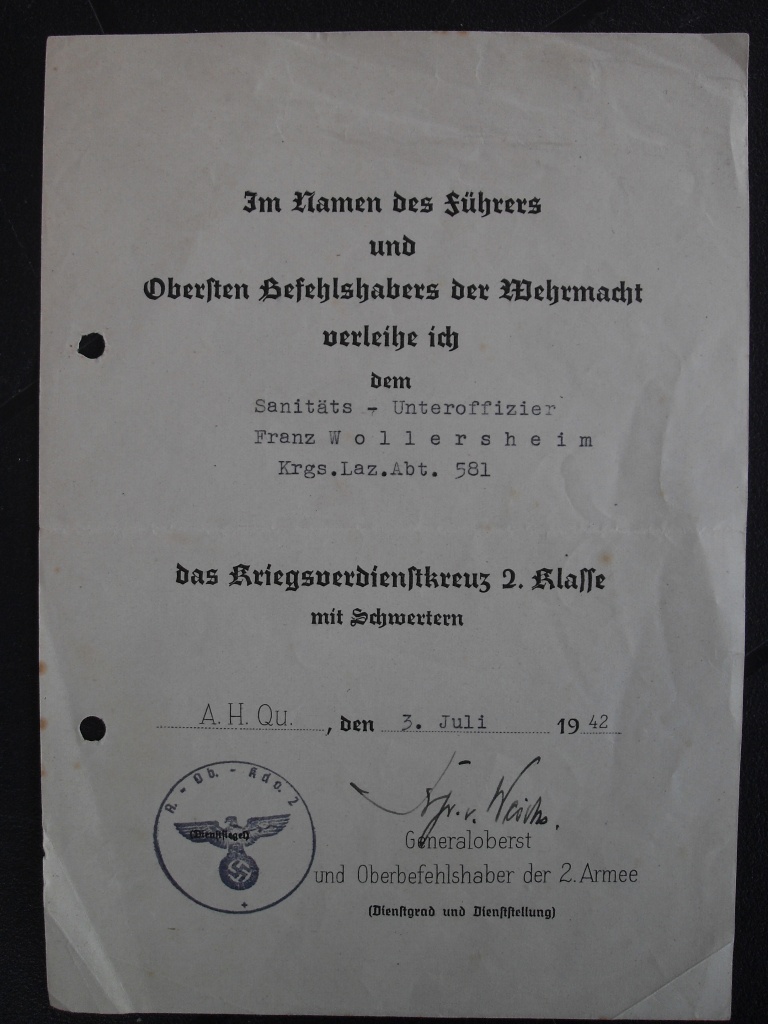 Im Namen des Führers
und
Obersten Befehlshabers der Wehrmacht
verleihe ich
dem
Sanitäts - Unteroffizier
Franz W o l l e r s h e i m
Krgs.Laz.Abt. 581
das Kriegsverdienstkreuz 2. Klasse
mit Schwertern
A. H. Qu. , den 3. Juli 19 42
A. - Ob. - Kdo. 2
(Dienstsiegel)
Frhr. v. Weichs.
Generaloberst
und Oberbefehlshaber der 2. Armee
(Dienstgrad und Dienststellung)